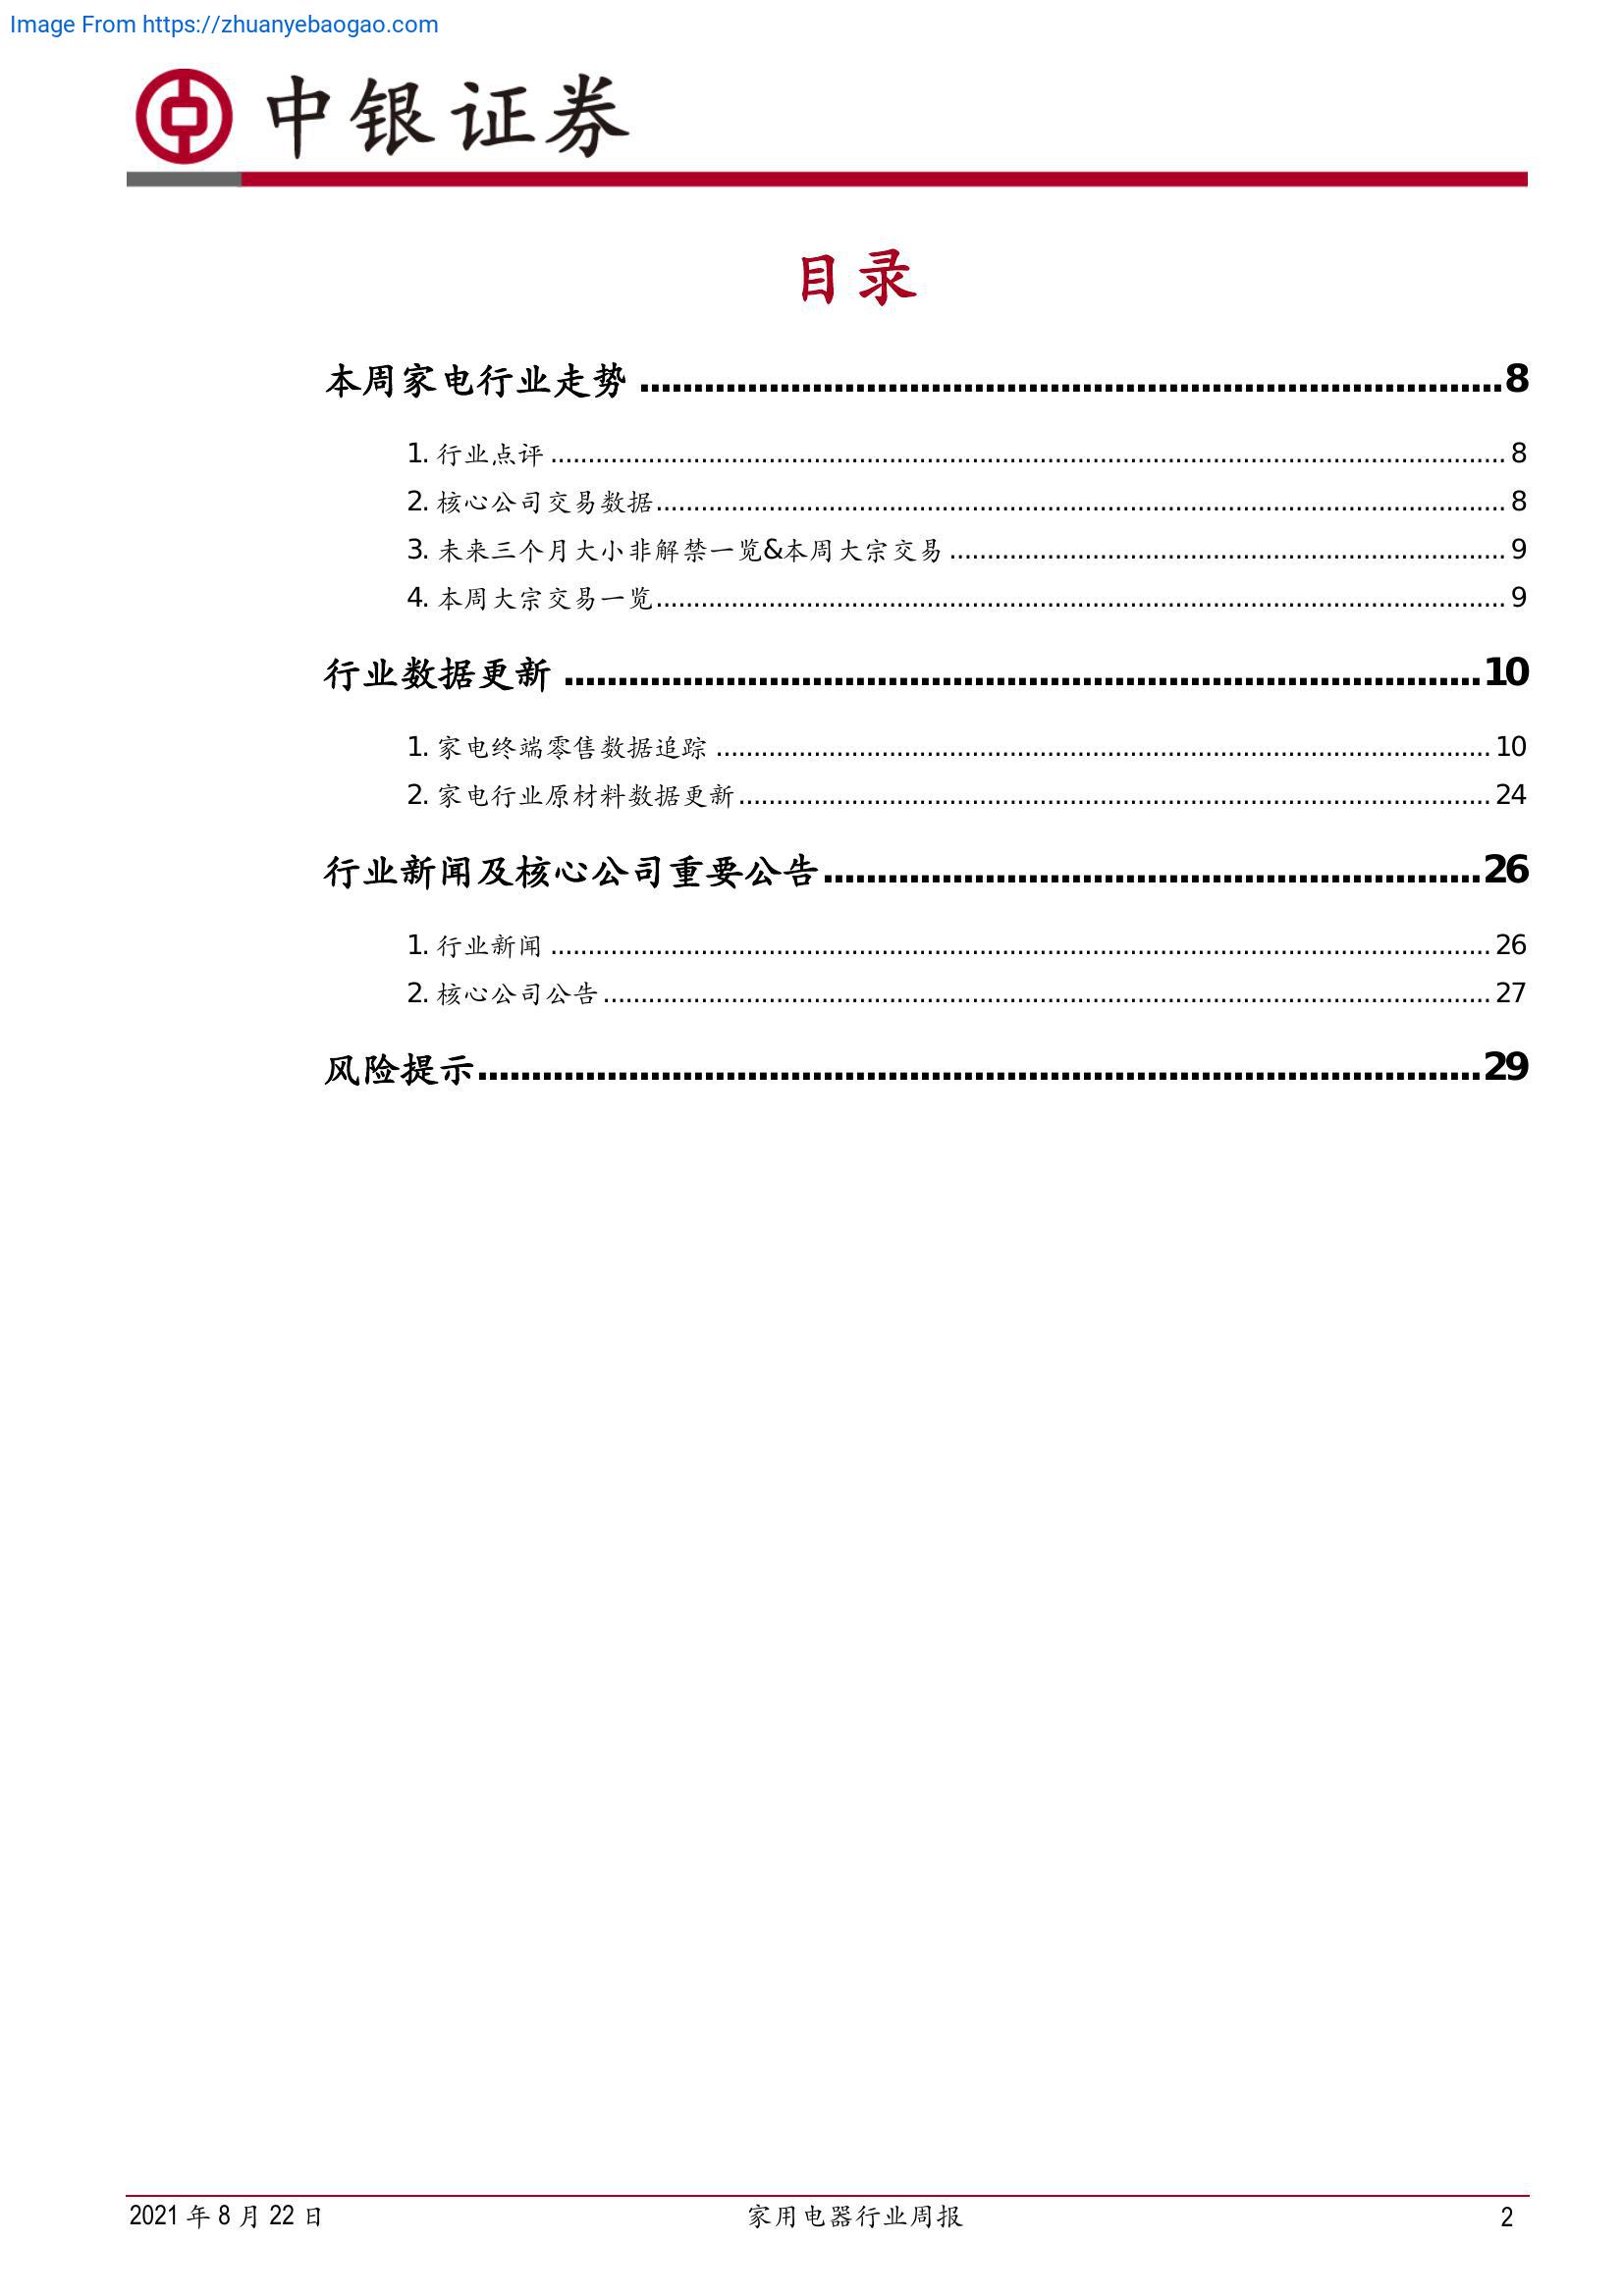 Image From https://zhuanyebaogao.com
中银证券
目录
本周家电行业走势 ........................................................................ 8
1. 行业点评 ........................................................................ 8
2. 核心公司交易数据 ........................................................................ 8
3. 未来三个月大小非解禁一览&本周大宗交易 ........................................................................ 9
4. 本周大宗交易一览 ........................................................................ 9
行业数据更新 ........................................................................ 10
1. 家电终端零售数据追踪 ........................................................................ 10
2. 家电行业原材料数据更新 ........................................................................ 24
行业新闻及核心公司重要公告 ........................................................................ 26
1. 行业新闻 ........................................................................ 26
2. 核心公司公告 ........................................................................ 27
风险提示 ........................................................................ 29
2021 年 8 月 22 日 家用电器行业周报 2